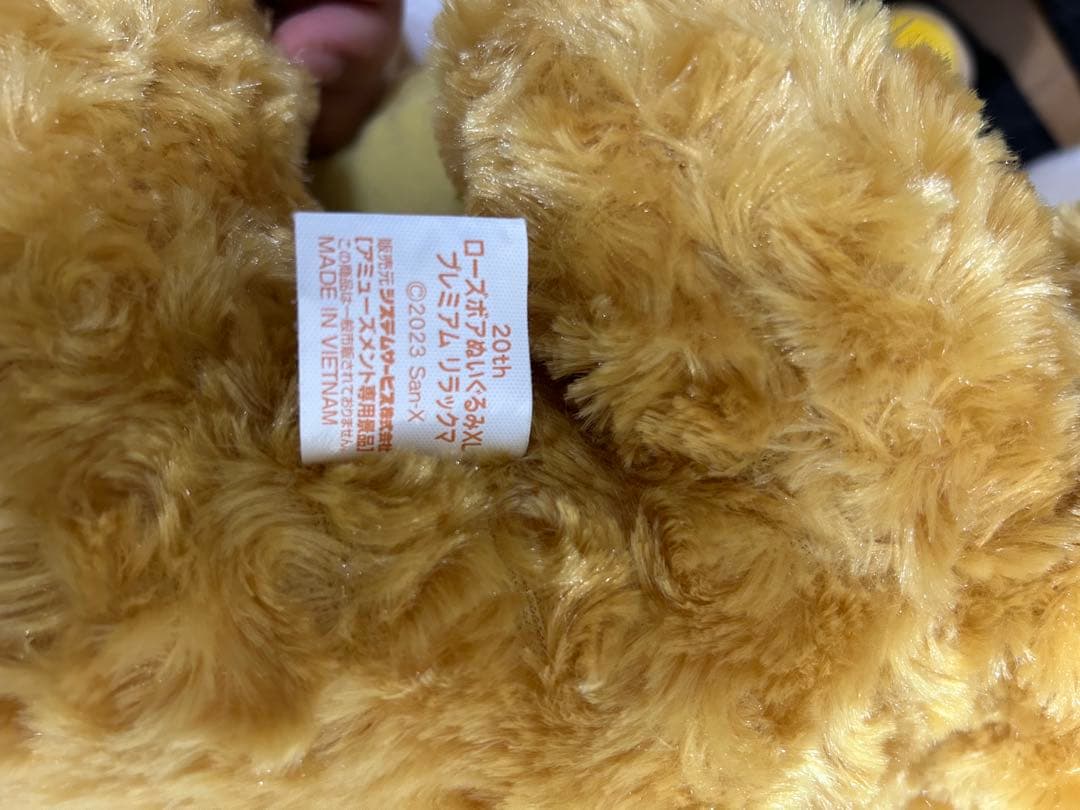 20th
ローズボアぬいぐるみXL
プレミアム リラックマ
©2023 San-X
販売元 システムサービス株式会社
【アミューズメント専用景品】
この商品は一般市販されておりません。
MADE IN VIETNAM